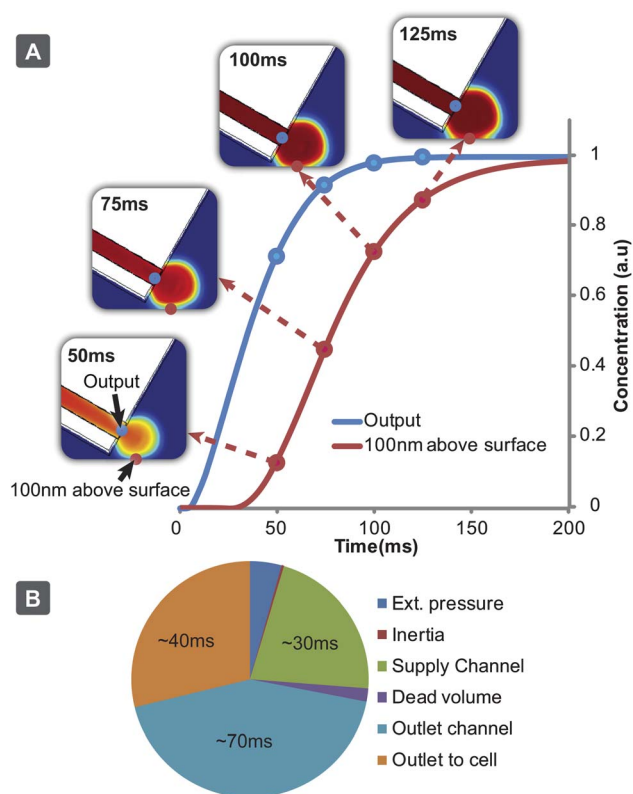 A
125ms
100ms
75ms
50ms
Output
100nm above surface
1
0.8
0.6
0.4
0.2
0
Concentration (a.u)
Output
100nm above surface
0
50
100
150
200
Time(ms)
B
~40ms
~30ms
~70ms
Ext. pressure
Inertia
Supply Channel
Dead volume
Outlet channel
Outlet to cell